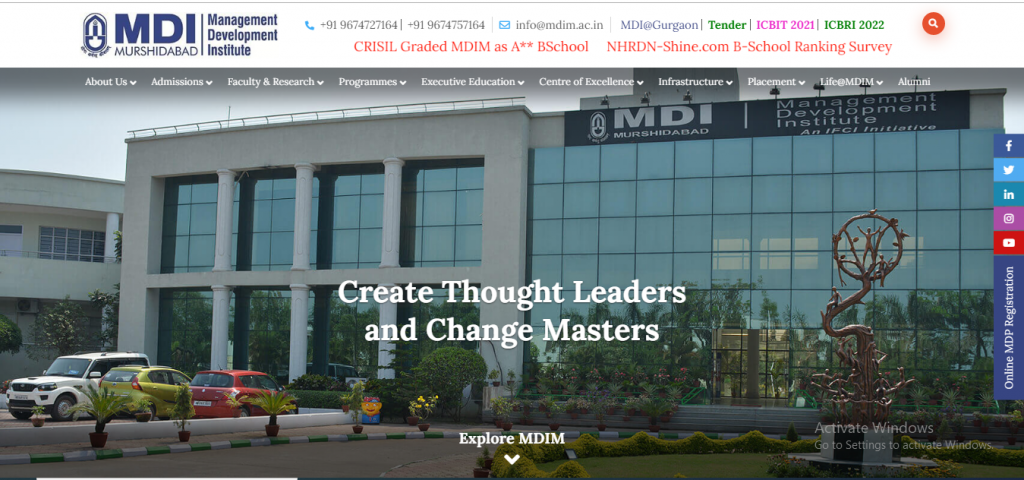 MDI
MURSHIDABAD
Management
Development
Institute
+91 9674727164 | +91 9674757164 | info@mdim.ac.in | MDI@Gurgaon | Tender | ICBIT 2021 | ICBRI 2022
CRISIL Graded MDIM as A** BSchool NHRDN-Shine.com B-School Ranking Survey
About Us Admissions Faculty & Research Programmes Executive Education Centre of Excellence Infrastructure Placement Life@MDIM Alumni
MDI
MURSHIDABAD
Management
Development
Institute
An IFCI Initiative
Online MDP Registration
Create Thought Leaders
and Change Masters
Explore MDIM
Activate Windows
Go to Settings to activate Windows.